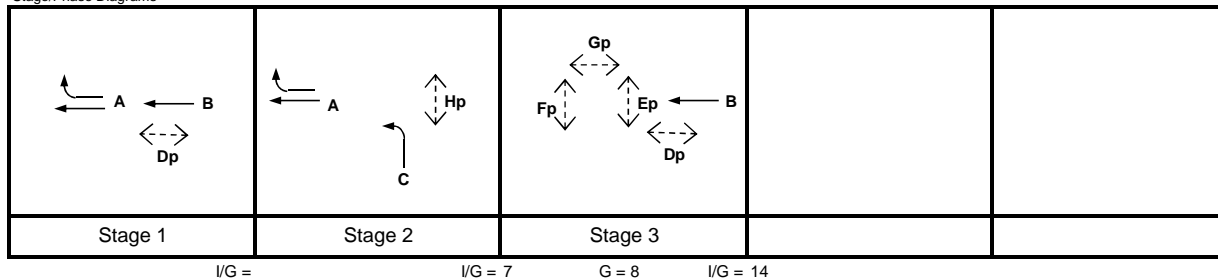 Stage/Phase Diagrams
A B Dp
A Hp C
Gp Fp Ep B Dp
Stage 1 Stage 2 Stage 3
I/G = I/G = 7 G = 8 I/G = 14